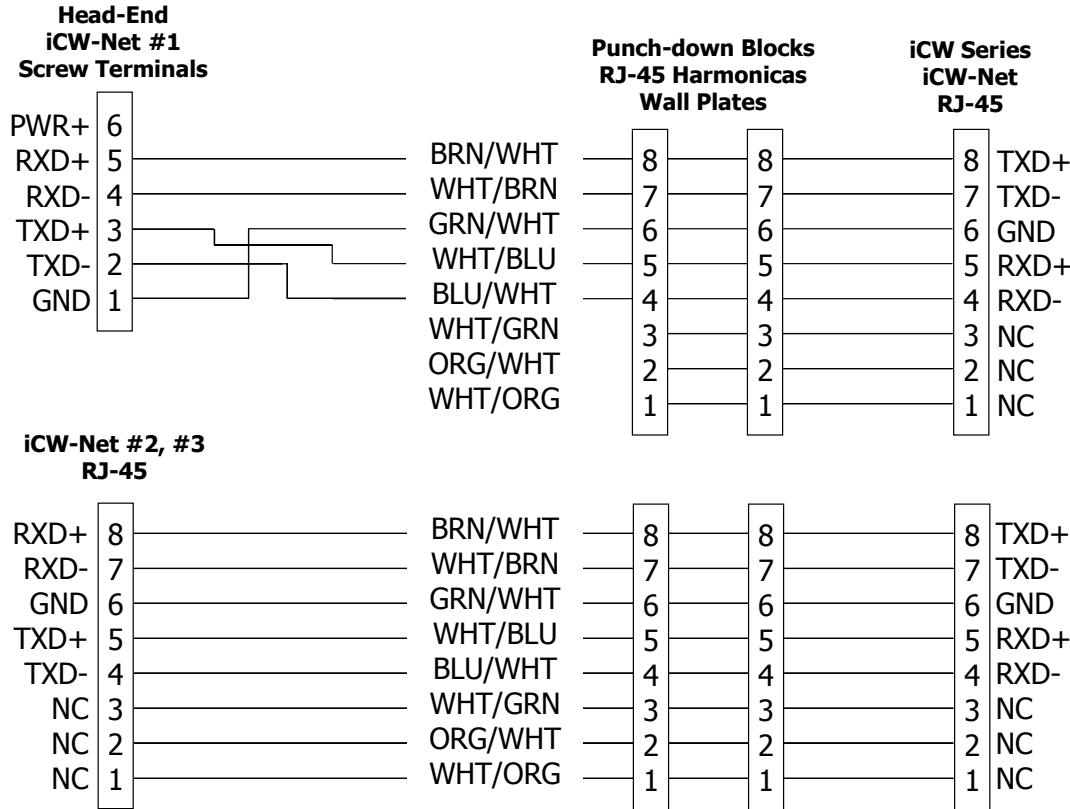 Head-End
iCW-Net #1
Screw Terminals
Punch-down Blocks
RJ-45 Harmonicas
Wall Plates
iCW Series
iCW-Net
RJ-45
PWR+ 6
RXD+ 5 BRN/WHT 8 8 8 TXD+
RXD- 4 WHT/BRN 7 7 7 TXD-
TXD+ 3 GRN/WHT 6 6 6 GND
TXD- 2 WHT/BLU 5 5 5 RXD+
GND 1 BLU/WHT 4 4 4 RXD-
WHT/GRN 3 3 3 NC
ORG/WHT 2 2 2 NC
WHT/ORG 1 1 1 NC
iCW-Net #2, #3
RJ-45
RXD+ 8 BRN/WHT 8 8 8 TXD+
RXD- 7 WHT/BRN 7 7 7 TXD-
GND 6 GRN/WHT 6 6 6 GND
TXD+ 5 WHT/BLU 5 5 5 RXD+
TXD- 4 BLU/WHT 4 4 4 RXD-
NC 3 WHT/GRN 3 3 3 NC
NC 2 ORG/WHT 2 2 2 NC
NC 1 WHT/ORG 1 1 1 NC